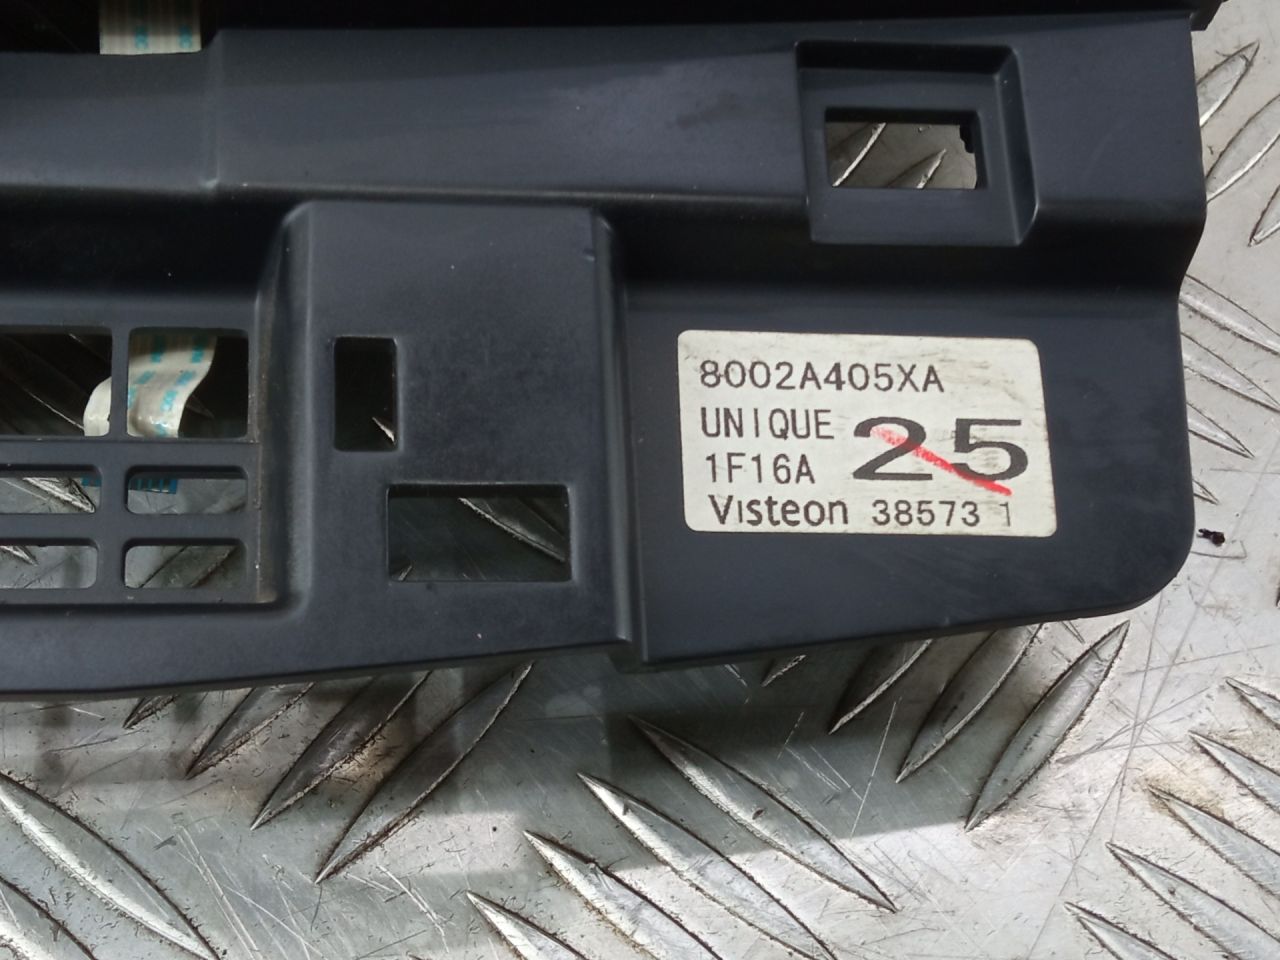 8002A405XA
UNIQUE 25
1F16A
Visteon 38573 1